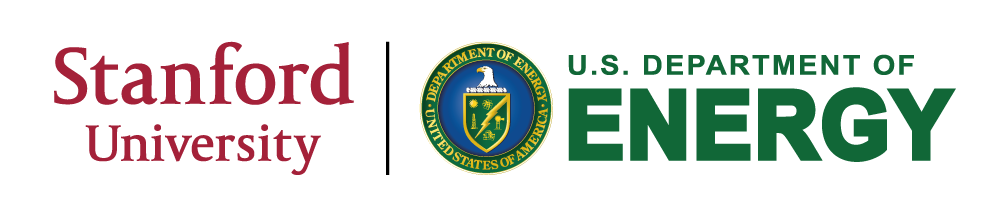 Stanford
University
DEPARTMENT OF ENERGY
UNITED STATES OF AMERICA
U.S. DEPARTMENT OF
ENERGY